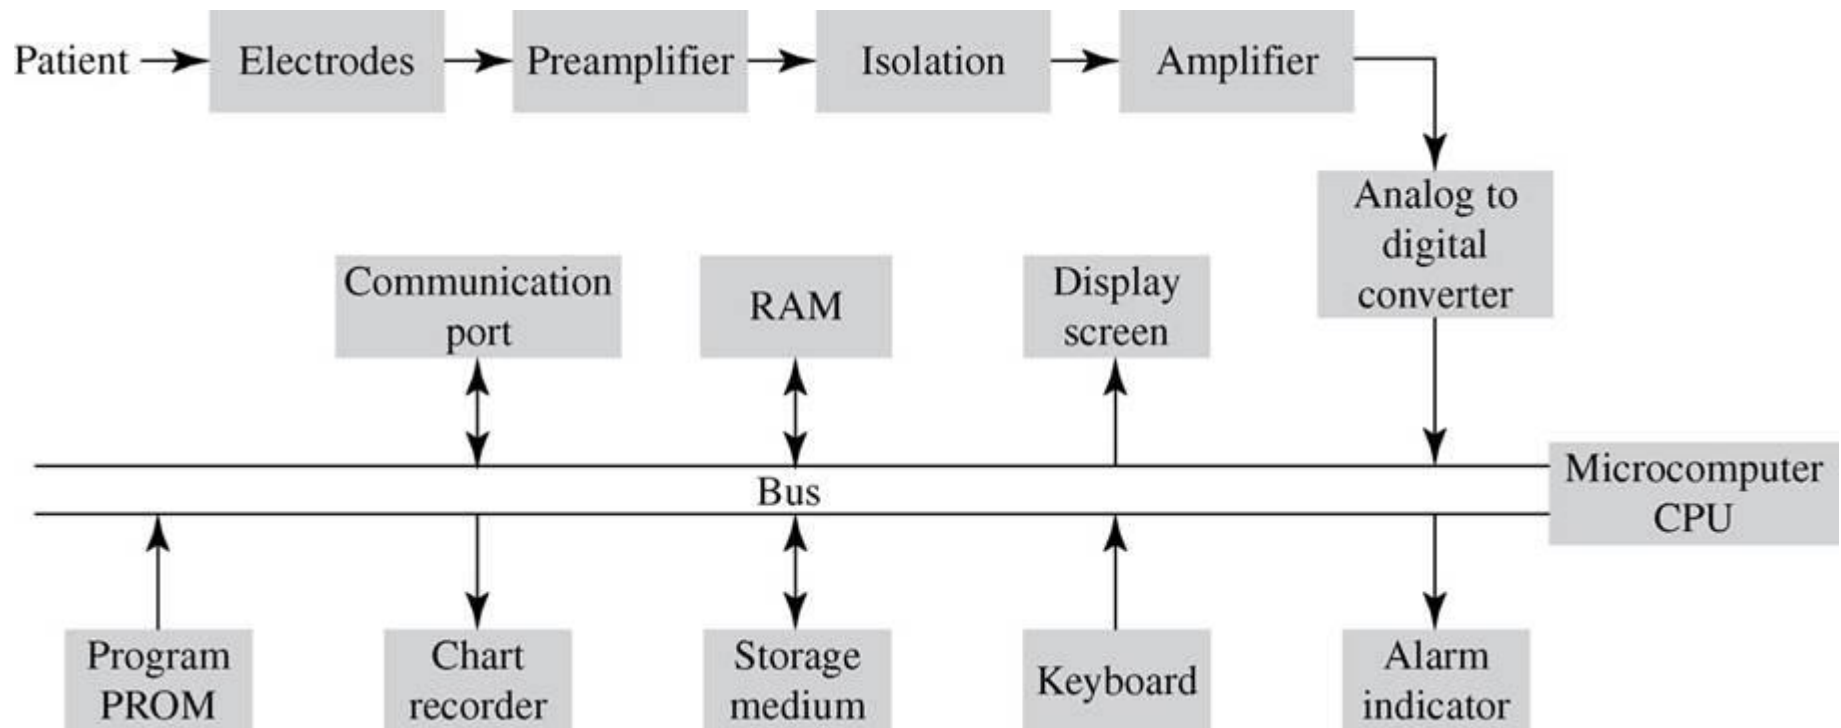 Patient
Electrodes
Preamplifier
Isolation
Amplifier
Analog to
digital
converter
Communication
port
RAM
Display
screen
Bus
Microcomputer
CPU
Program
PROM
Chart
recorder
Storage
medium
Keyboard
Alarm
indicator